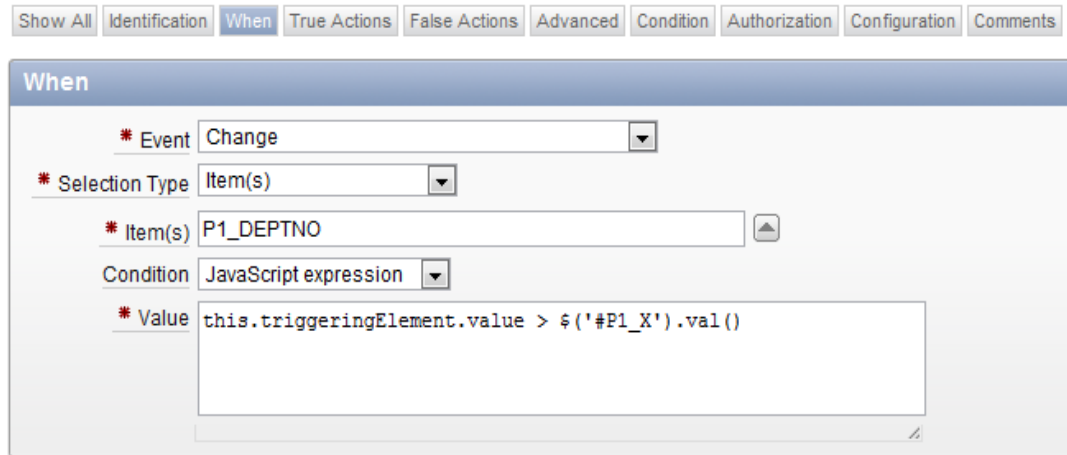 Show All Identification When True Actions False Actions Advanced Condition Authorization Configuration Comments
When
* Event Change
* Selection Type Item(s)
* Item(s) P1_DEPTNO
Condition JavaScript expression
* Value this.triggeringElement.value > $('#P1_X').val()